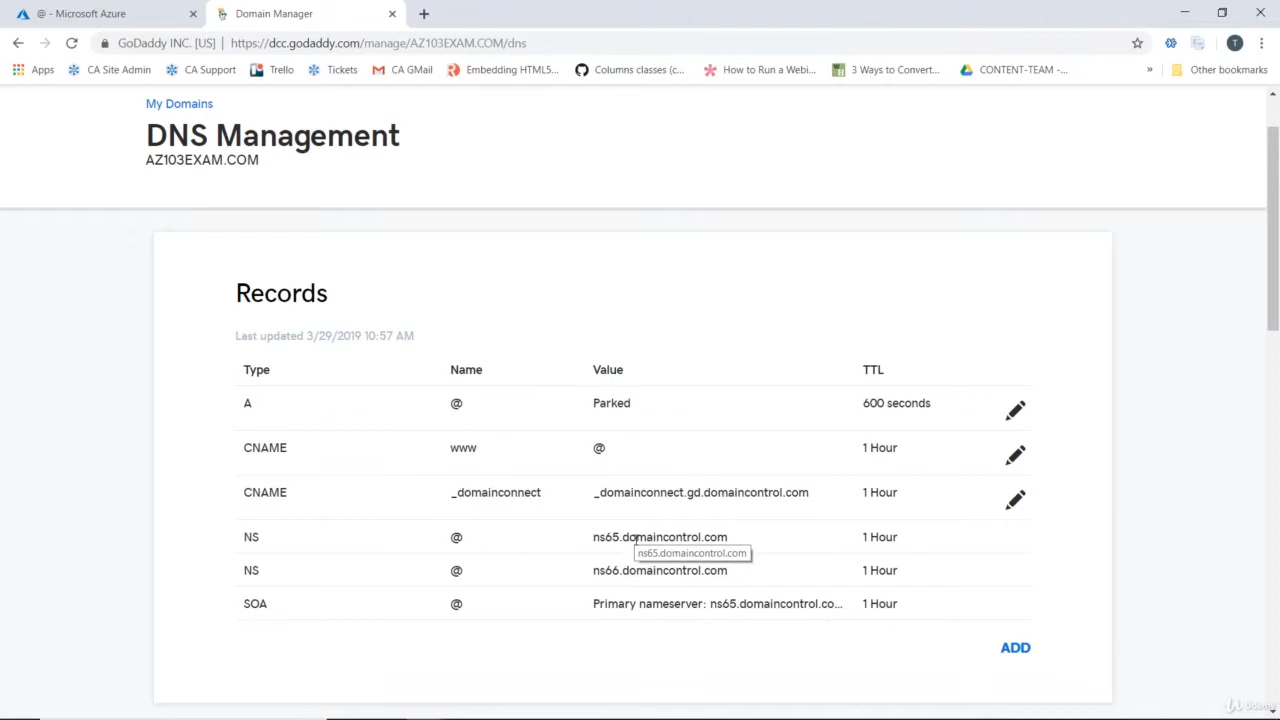 @ - Microsoft Azure
Domain Manager
GoDaddy INC. [US] | https://dcc.godaddy.com/manage/AZ103EXAM.COM/dns
T
Apps CA Site Admin CA Support Trello Tickets CA GMail Embedding HTML5... Columns classes (c... How to Run a Webi... 3 Ways to Convert... CONTENT-TEAM -... » Other bookmarks
My Domains
DNS Management
AZ103EXAM.COM
Records
Last updated 3/29/2019 10:57 AM
Type Name Value TTL
A @ Parked 600 seconds
CNAME www @ 1 Hour
CNAME _domainconnect _domainconnect.gd.domaincontrol.com 1 Hour
NS @ ns65.domaincontrol.com 1 Hour
ns65.domaincontrol.com
NS @ ns66.domaincontrol.com 1 Hour
SOA @ Primary nameserver: ns65.domaincontrol.co... 1 Hour
ADD
Udemy